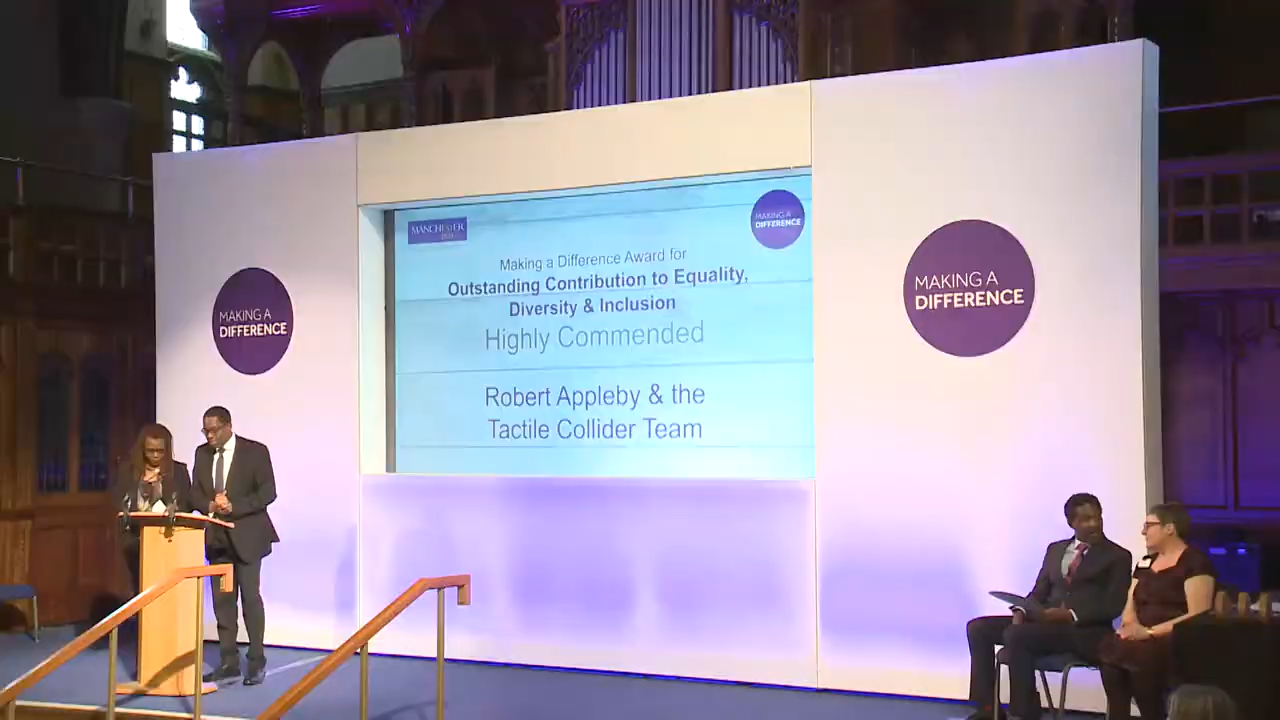 MANCHESTER
1824
MAKING A
DIFFERENCE
Making a Difference Award for
Outstanding Contribution to Equality,
Diversity & Inclusion
Highly Commended
Robert Appleby & the
Tactile Collider Team
MAKING A
DIFFERENCE
MAKING A
DIFFERENCE